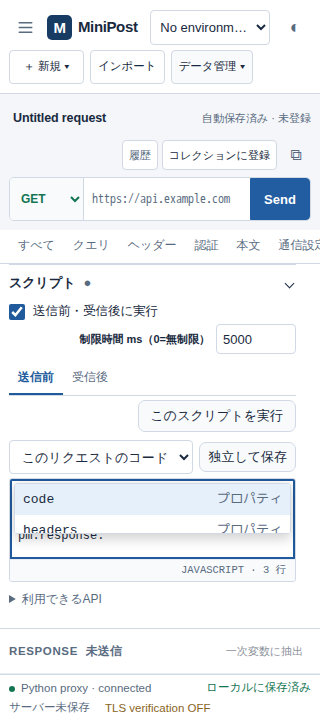 M MiniPost No environm…
＋ 新規 ▾ インポート データ管理 ▾
Untitled request 自動保存済み · 未登録
履歴 コレクションに登録
GET https://api.example.com Send
すべて クエリ ヘッダー 認証 本文 通信設定
スクリプト
送信前・受信後に実行
制限時間 ms（0=無制限） 5000
送信前 受信後
このスクリプトを実行
このリクエストのコード 独立して保存
code プロパティ
headers プロパティ
pm.response.
JAVASCRIPT · 3 行
利用できるAPI
RESPONSE 未送信 一次変数に抽出
Python proxy · connected ローカルに保存済み
サーバー未保存 TLS verification OFF